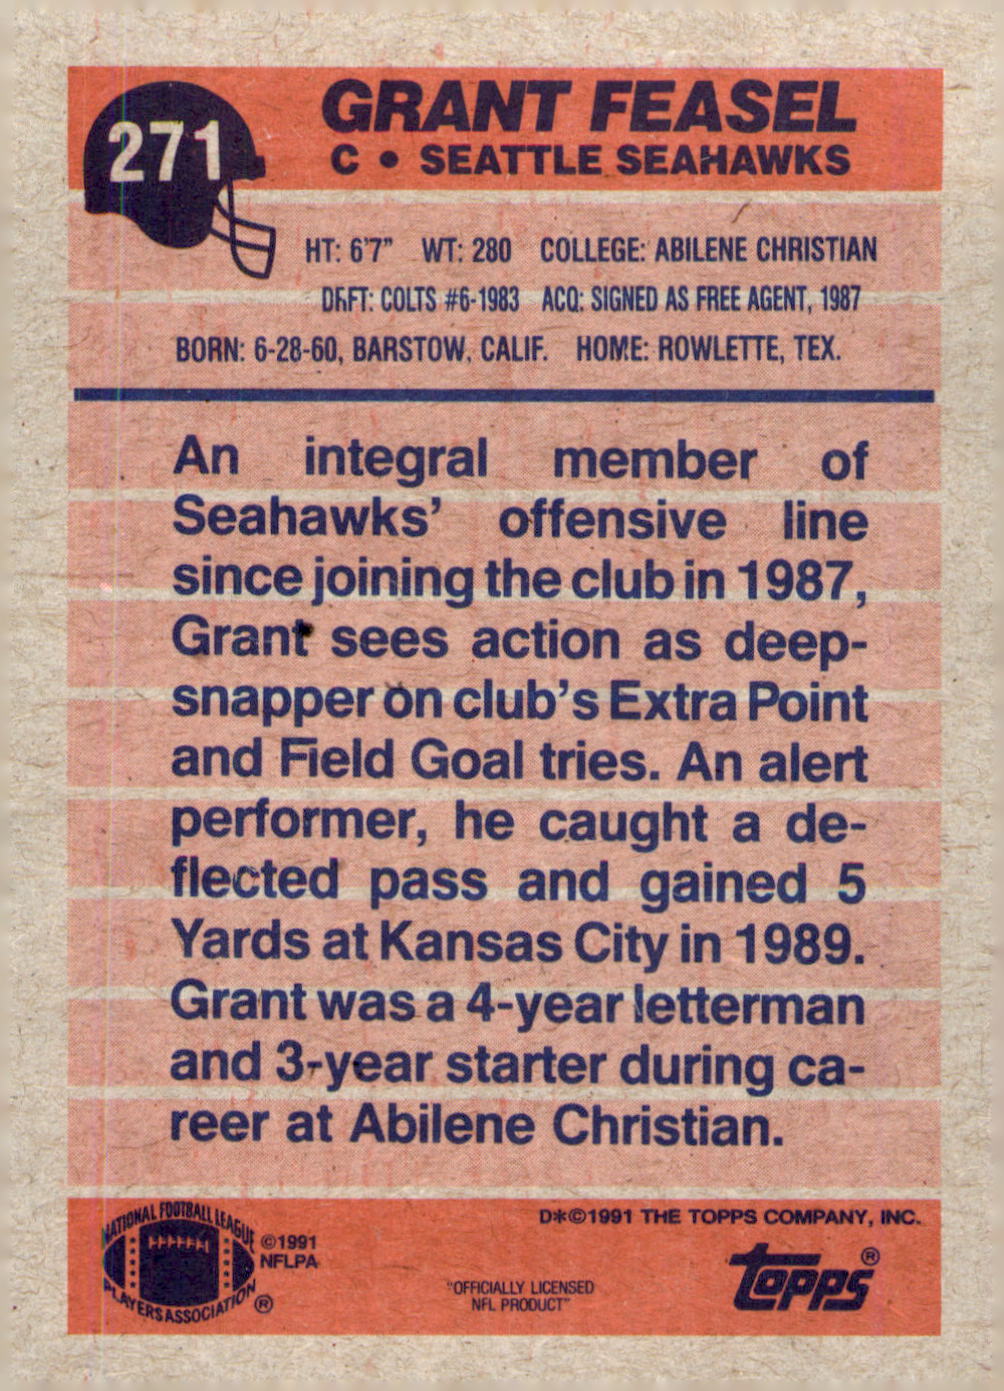 271
GRANT FEASEL
C • SEATTLE SEAHAWKS
HT: 6'7" WT: 280 COLLEGE: ABILENE CHRISTIAN
DRFT: COLTS #6-1983 ACQ: SIGNED AS FREE AGENT, 1987
BORN: 6-28-60, BARSTOW, CALIF. HOME: ROWLETTE, TEX.
An integral member of
Seahawks' offensive line
since joining the club in 1987,
Grant sees action as deep-
snapper on club's Extra Point
and Field Goal tries. An alert
performer, he caught a de-
flected pass and gained 5
Yards at Kansas City in 1989.
Grant was a 4-year letterman
and 3-year starter during ca-
reer at Abilene Christian.
NATIONAL FOOTBALL LEAGUE
PLAYERS ASSOCIATION ®
©1991
NFLPA
"OFFICIALLY LICENSED
NFL PRODUCT"
D*©1991 THE TOPPS COMPANY, INC.
topps ®